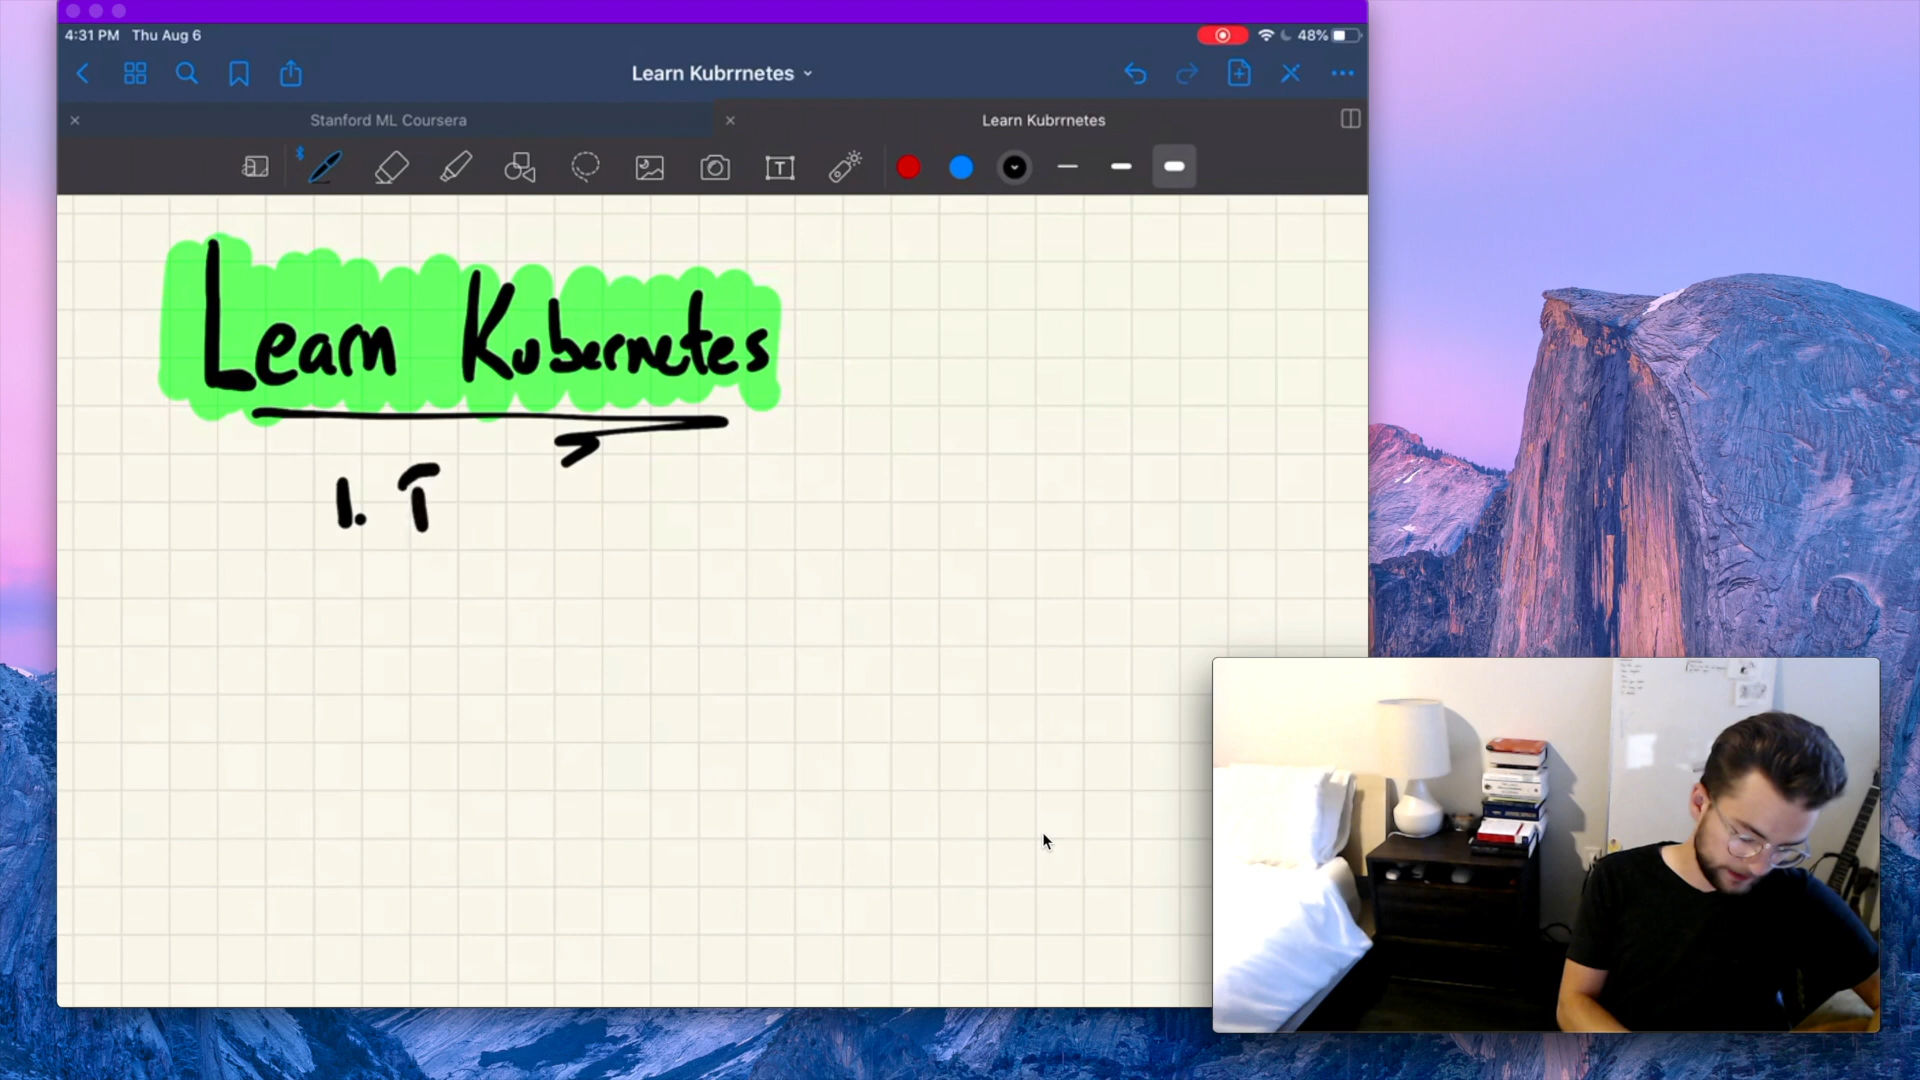 4:31 PM Thu Aug 6
48%
Learn Kubrrnetes
Stanford ML Coursera
Learn Kubrrnetes
T
Learn Kubernetes
1. T